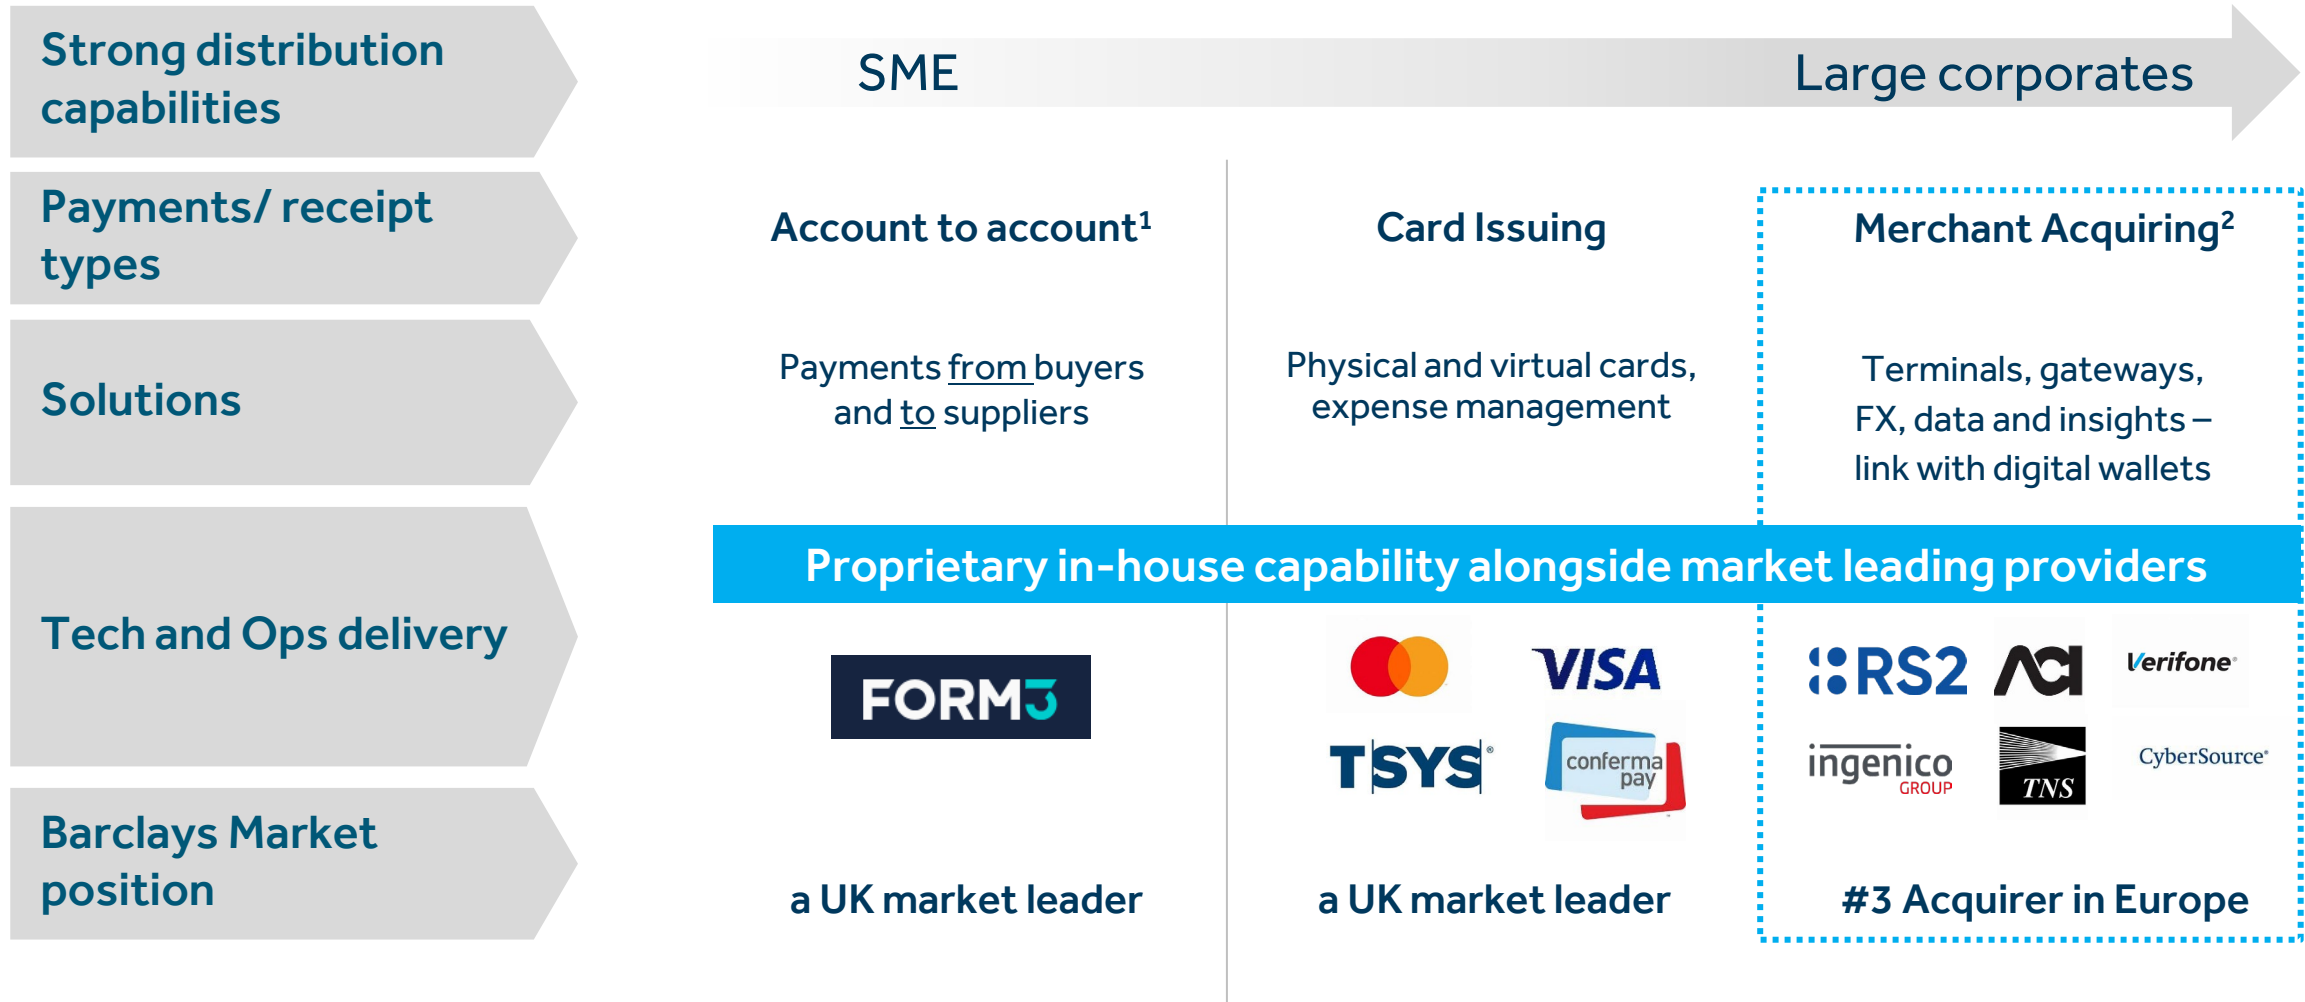 Strong distribution
capabilities
SME
Large corporates
Payments/ receipt
types
Account to account¹
Card Issuing
Merchant Acquiring²
Solutions
Payments from buyers
and to suppliers
Physical and virtual cards,
expense management
Terminals, gateways,
FX, data and insights –
link with digital wallets
Tech and Ops delivery
Proprietary in-house capability alongside market leading providers
FORM3
VISA
TSYS®
conferma
pay
RS2
ACI
Verifone®
ingenico
GROUP
TNS
CyberSource®
Barclays Market
position
a UK market leader
a UK market leader
#3 Acquirer in Europe